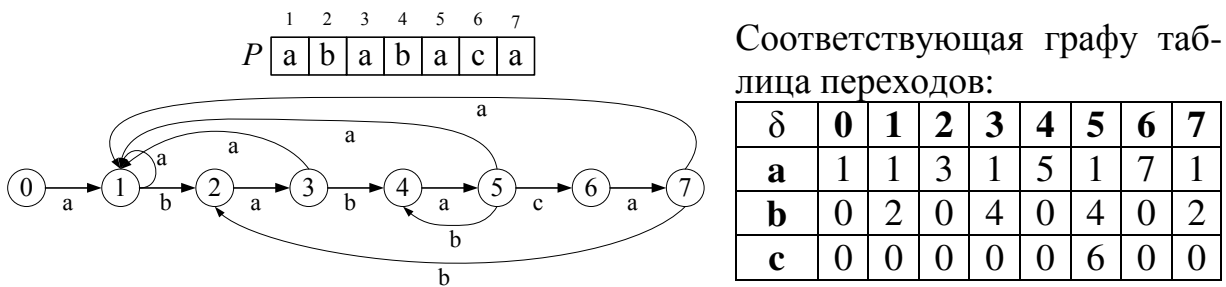 1 2 3 4 5 6 7
P a b a b a c a
Соответствующая графу таб-
лица переходов:
a
a
a
a
0 1 2 3 4 5 6 7
a b a b a c a
b
b
δ 0 1 2 3 4 5 6 7
a 1 1 3 1 5 1 7 1
b 0 2 0 4 0 4 0 2
c 0 0 0 0 0 6 0 0